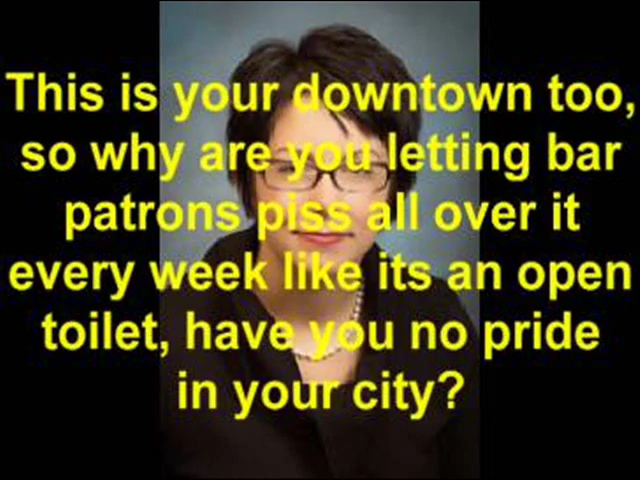 This is your downtown too,
so why are you letting bar
patrons piss all over it
every week like its an open
toilet, have you no pride
in your city?